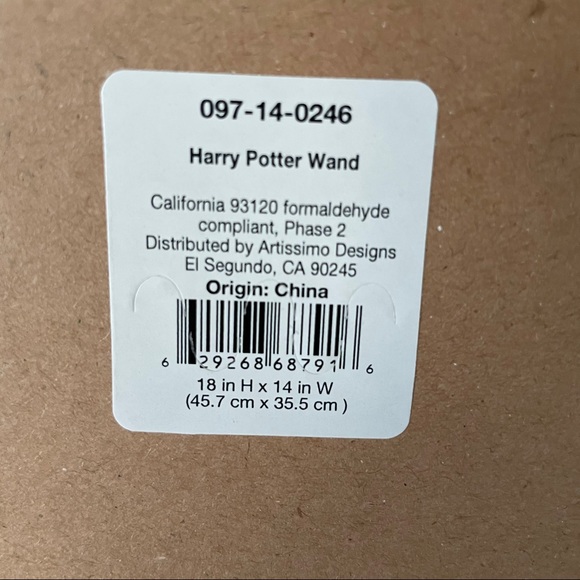 097-14-0246
Harry Potter Wand
California 93120 formaldehyde
compliant, Phase 2
Distributed by Artissimo Designs
El Segundo, CA 90245
Origin: China
6 29268 68791 6
18 in H x 14 in W
(45.7 cm x 35.5 cm )